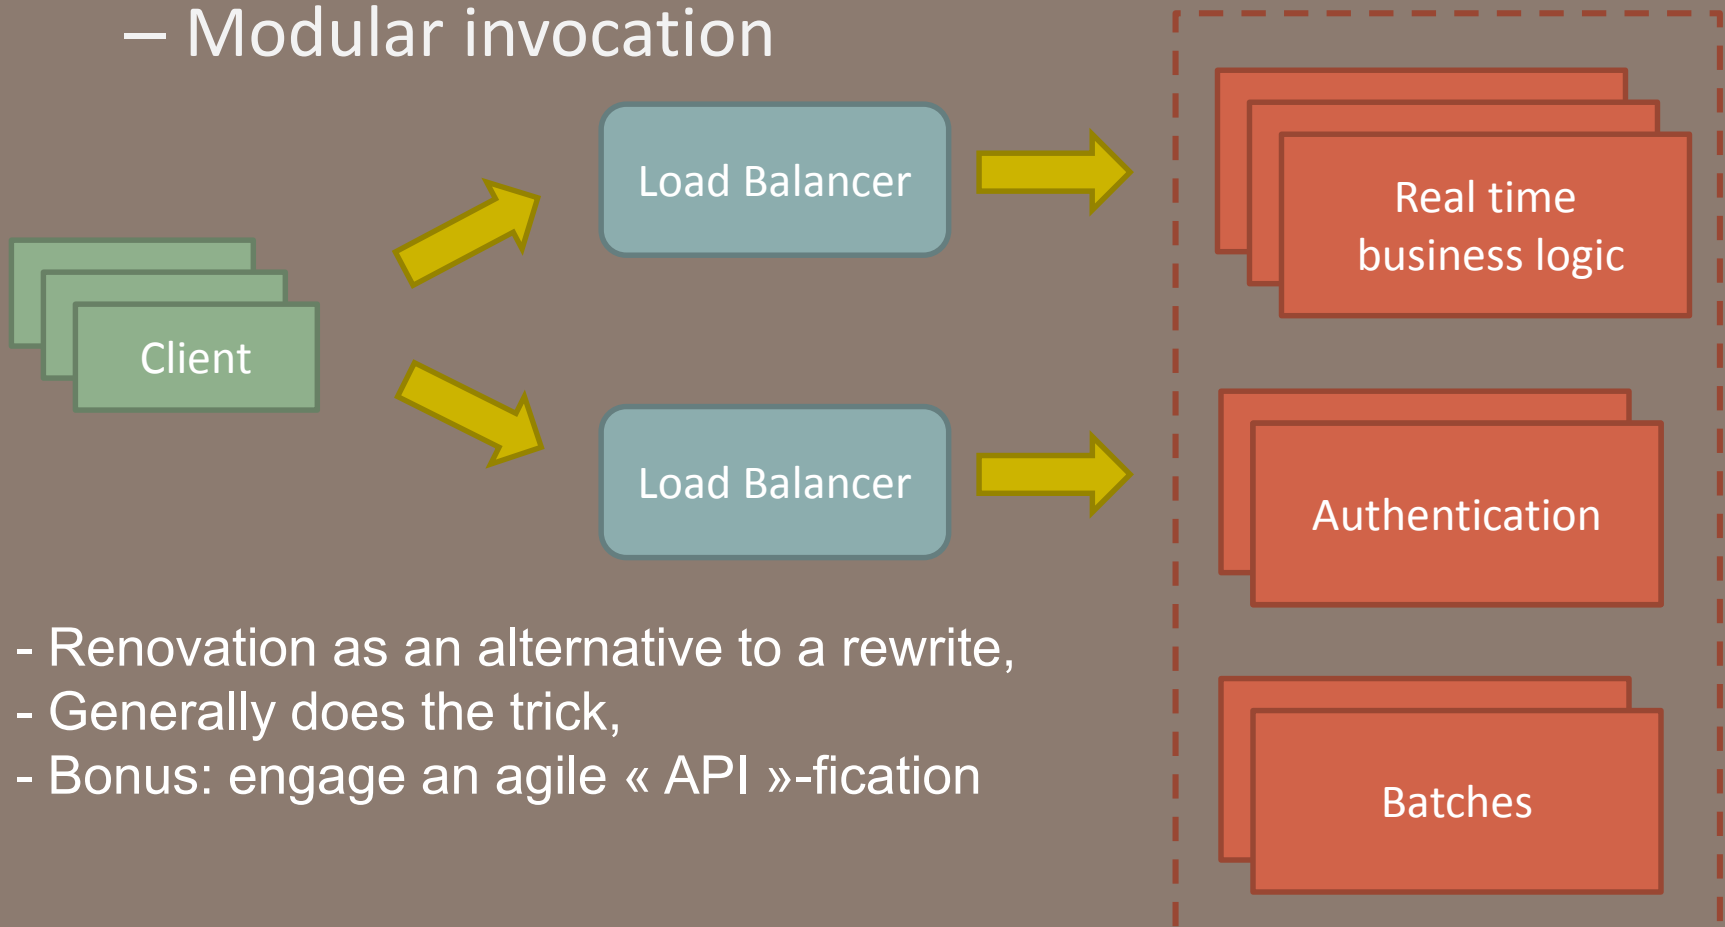 – Modular invocation
Load Balancer
Real time
business logic
Client
Load Balancer
Authentication
- Renovation as an alternative to a rewrite,
- Generally does the trick,
- Bonus: engage an agile « API »-fication
Batches